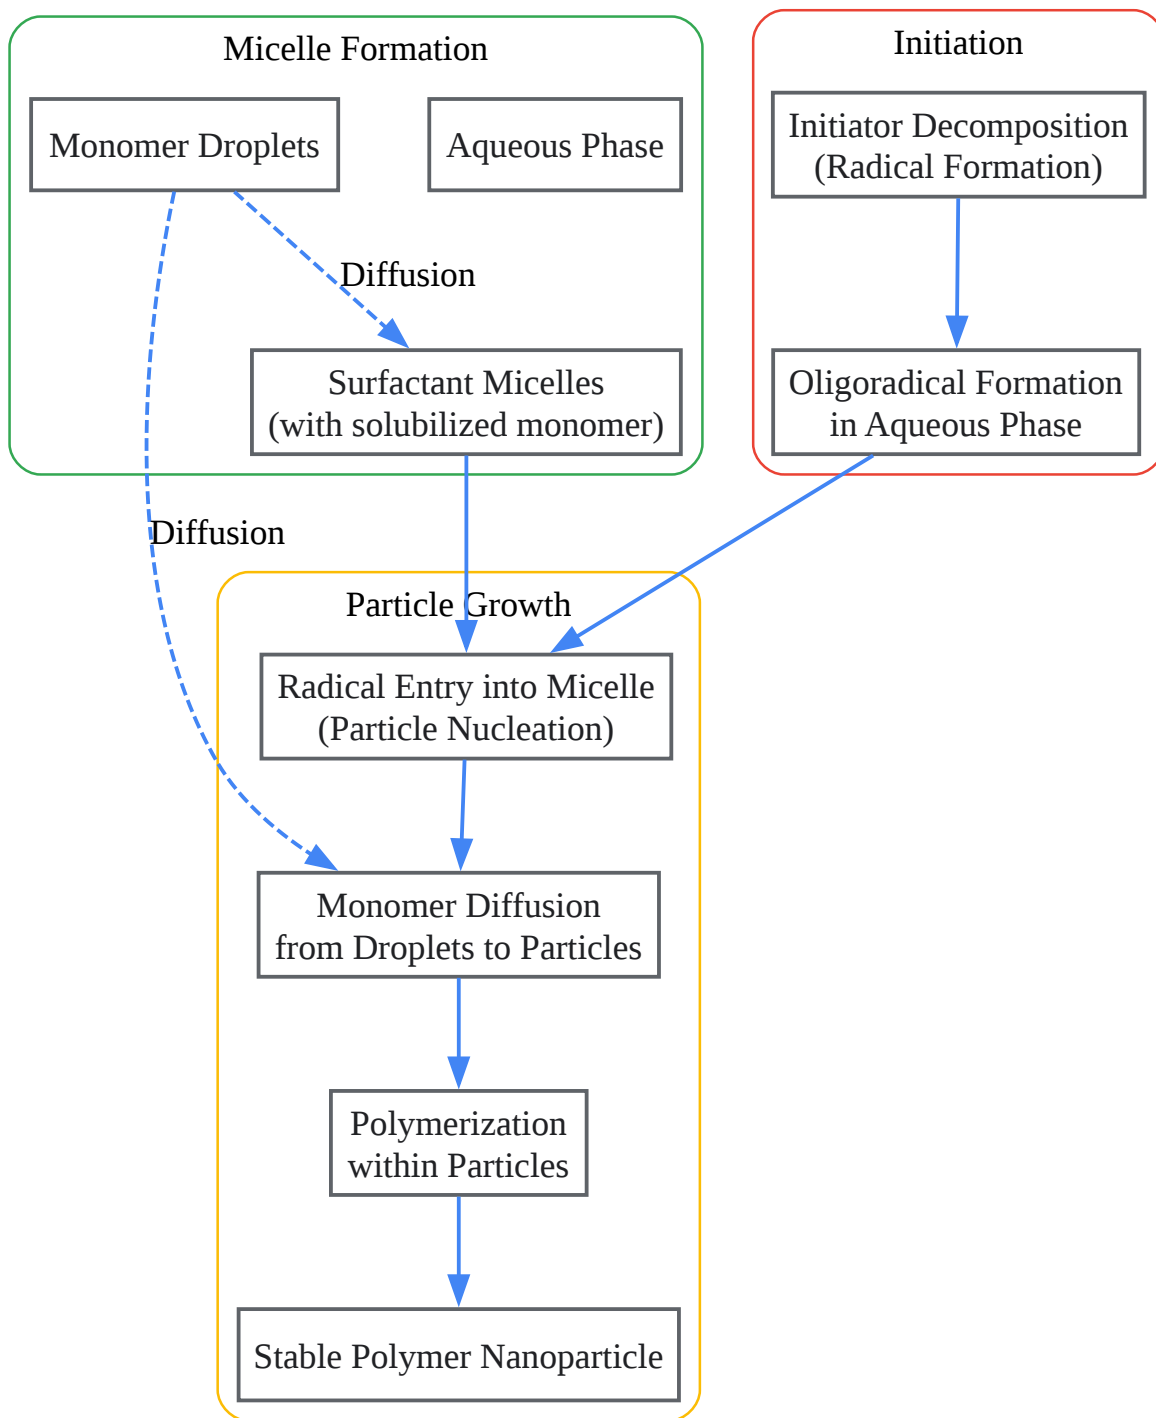 Micelle Formation
Monomer Droplets
Aqueous Phase
Diffusion
Surfactant Micelles
(with solubilized monomer)
Initiation
Initiator Decomposition
(Radical Formation)
Oligoradical Formation
in Aqueous Phase
Diffusion
Particle Growth
Radical Entry into Micelle
(Particle Nucleation)
Monomer Diffusion
from Droplets to Particles
Polymerization
within Particles
Stable Polymer Nanoparticle